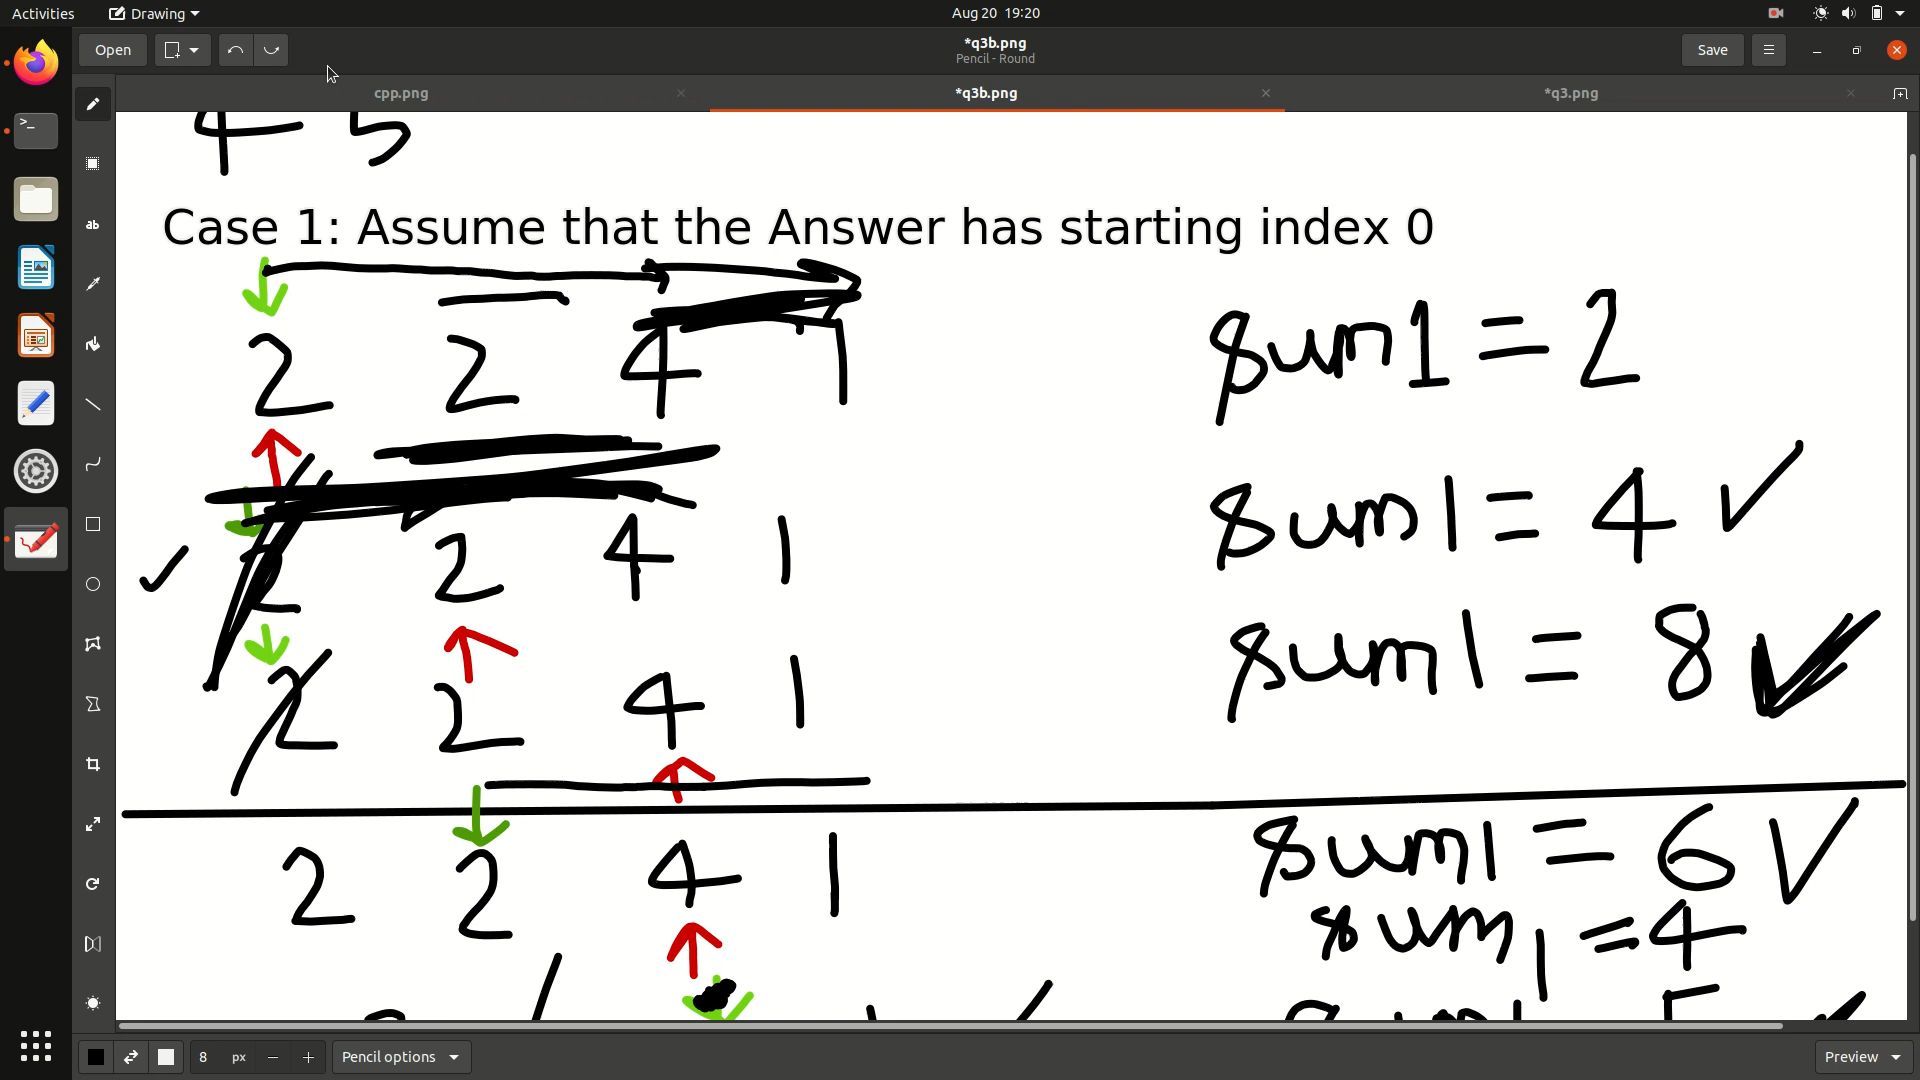 Activities Drawing Aug 20 19:20
Open *q3b.png Save
Pencil - Round
cpp.png *q3b.png *q3.png
4 5
Case 1: Assume that the Answer has starting index 0
2 2 4 1 sum1 = 2
2 2 4 1 sum1 = 4
2 2 4 1 sum1 = 8
2 2 4 1 sum1 = 6
sum1 = 4
8 px Pencil options Preview